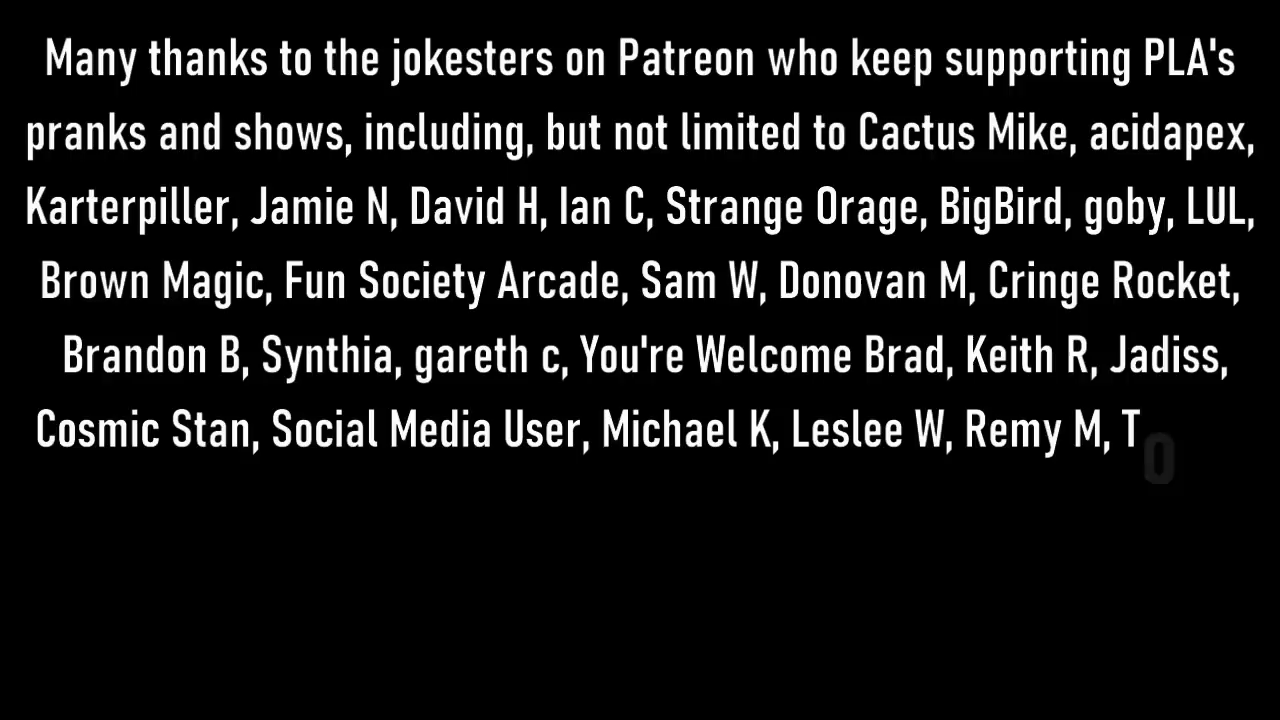 Many thanks to the jokesters on Patreon who keep supporting PLA's
pranks and shows, including, but not limited to Cactus Mike, acidapex,
Karterpiller, Jamie N, David H, Ian C, Strange Orage, BigBird, goby, LUL,
Brown Magic, Fun Society Arcade, Sam W, Donovan M, Cringe Rocket,
Brandon B, Synthia, gareth c, You're Welcome Brad, Keith R, Jadiss,
Cosmic Stan, Social Media User, Michael K, Leslee W, Remy M, T